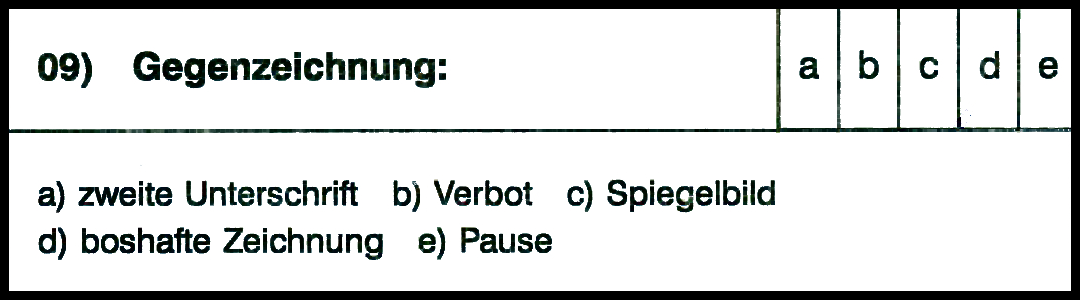 09) Gegenzeichnung: a b c d e
a) zweite Unterschrift b) Verbot c) Spiegelbild
d) boshafte Zeichnung e) Pause